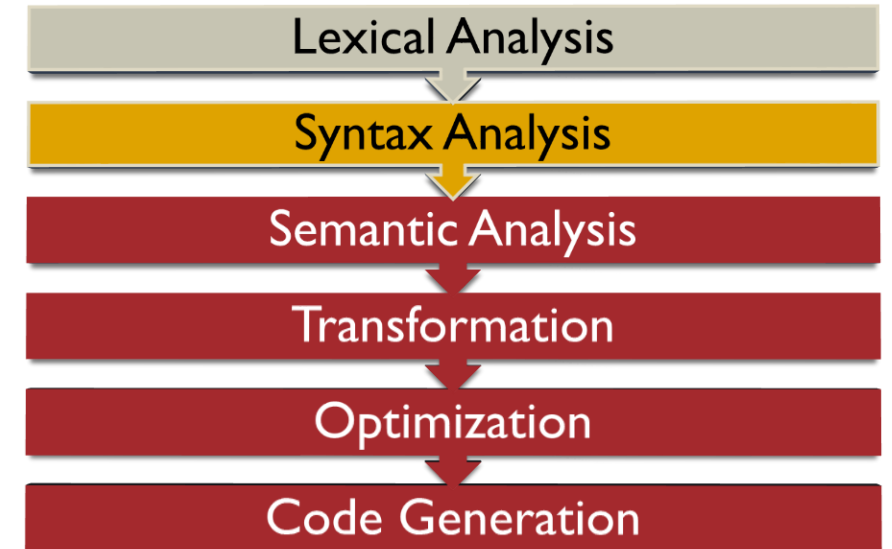 Lexical Analysis
Syntax Analysis
Semantic Analysis
Transformation
Optimization
Code Generation